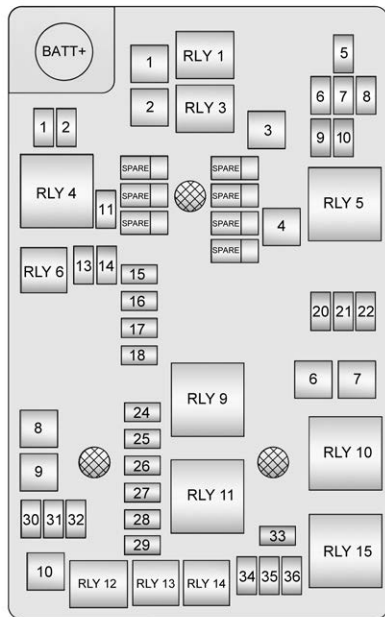 BATT+
1
RLY 1
5
2
RLY 3
6 7 8
1 2
3
9 10
RLY 4
SPARE
SPARE
SPARE
SPARE
SPARE
SPARE
SPARE
RLY 5
11
4
RLY 6
13 14
15
16
17
18
20 21 22
RLY 9
6 7
8
24
RLY 10
25
9
26
RLY 11
27
30 31 32
28
29
33
RLY 15
10
RLY 12
RLY 13
RLY 14
34 35 36